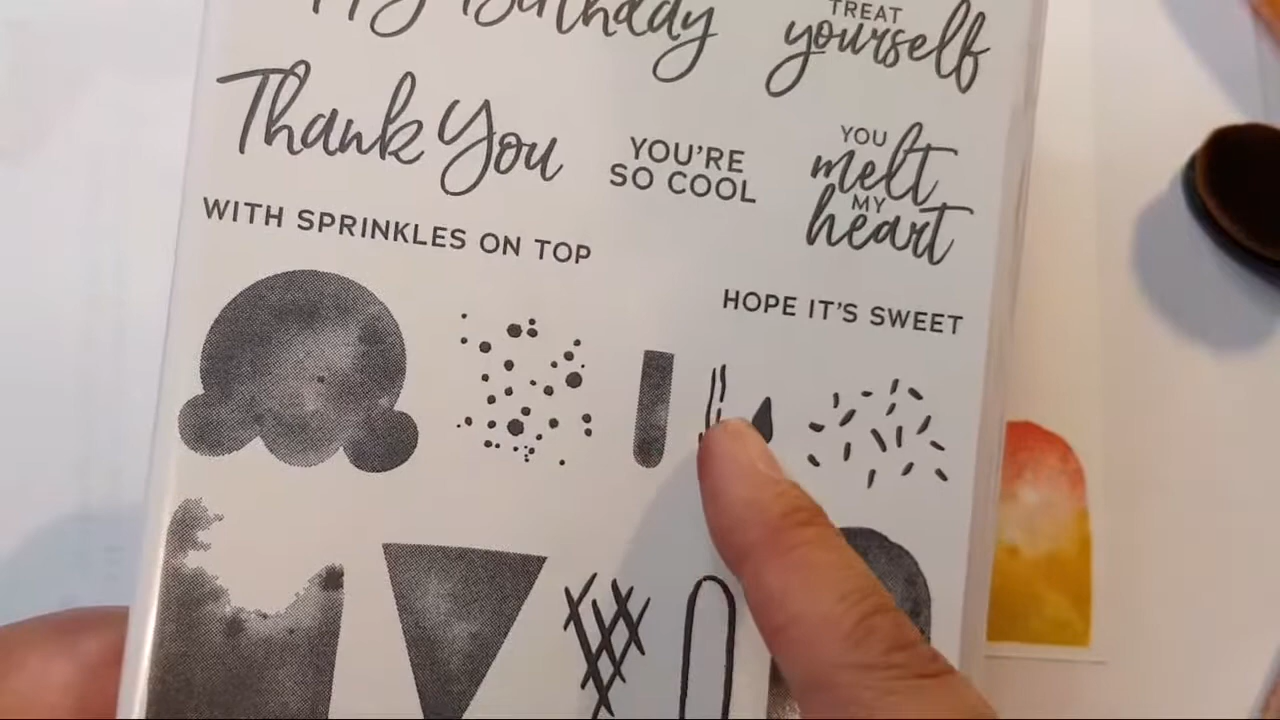 Birthday
TREAT
yourself
Thank You
YOU'RE
SO COOL
YOU
melt
MY
heart
WITH SPRINKLES ON TOP
HOPE IT'S SWEET